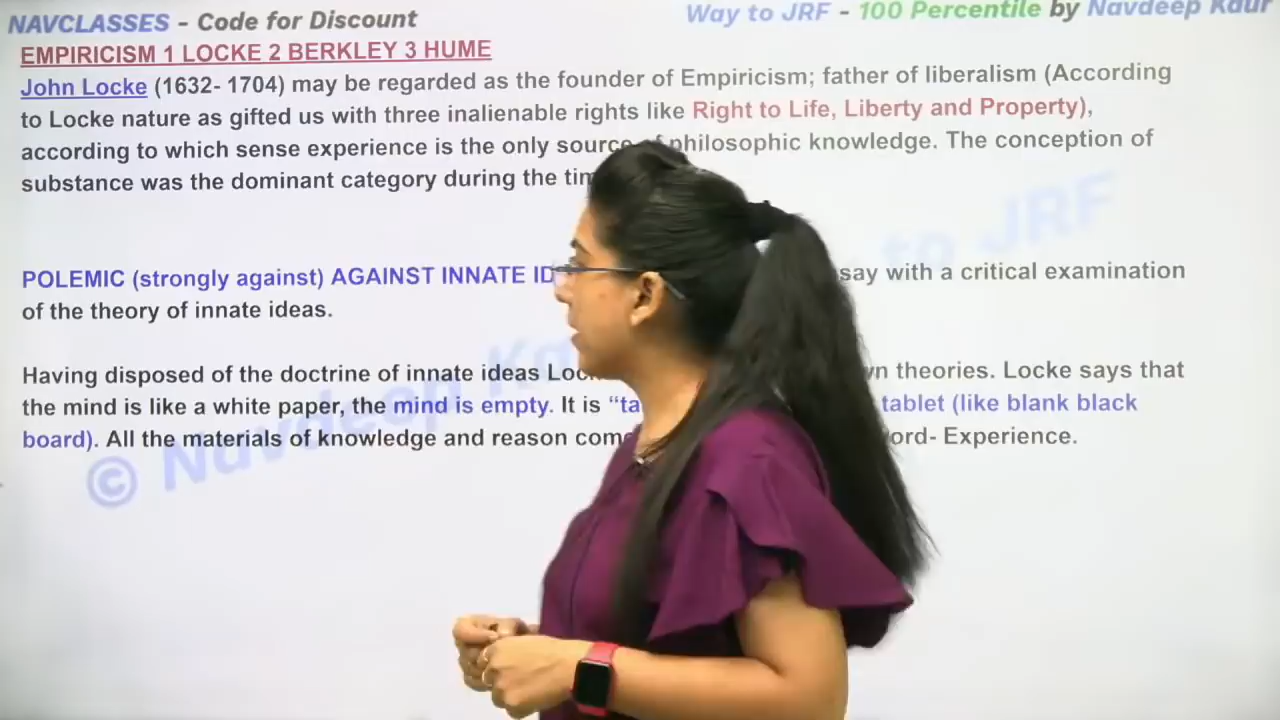 NAVCLASSES - Code for Discount
Way to JRF - 100 Percentile by Navdeep Kaur
EMPIRICISM 1 LOCKE 2 BERKLEY 3 HUME
John Locke (1632- 1704) may be regarded as the founder of Empiricism; father of liberalism (According
to Locke nature as gifted us with three inalienable rights like Right to Life, Liberty and Property),
according to which sense experience is the only source of philosophic knowledge. The conception of
substance was the dominant category during the
POLEMIC (strongly against) AGAINST INNATE say with a critical examination
of the theory of innate ideas.
Having disposed of the doctrine of innate ideas theories. Locke says that
the mind is like a white paper, the mind is empty. It is tablet (like blank black
board). All the materials of knowledge and reason Experience.
© Navdeep Kaur
to JRF